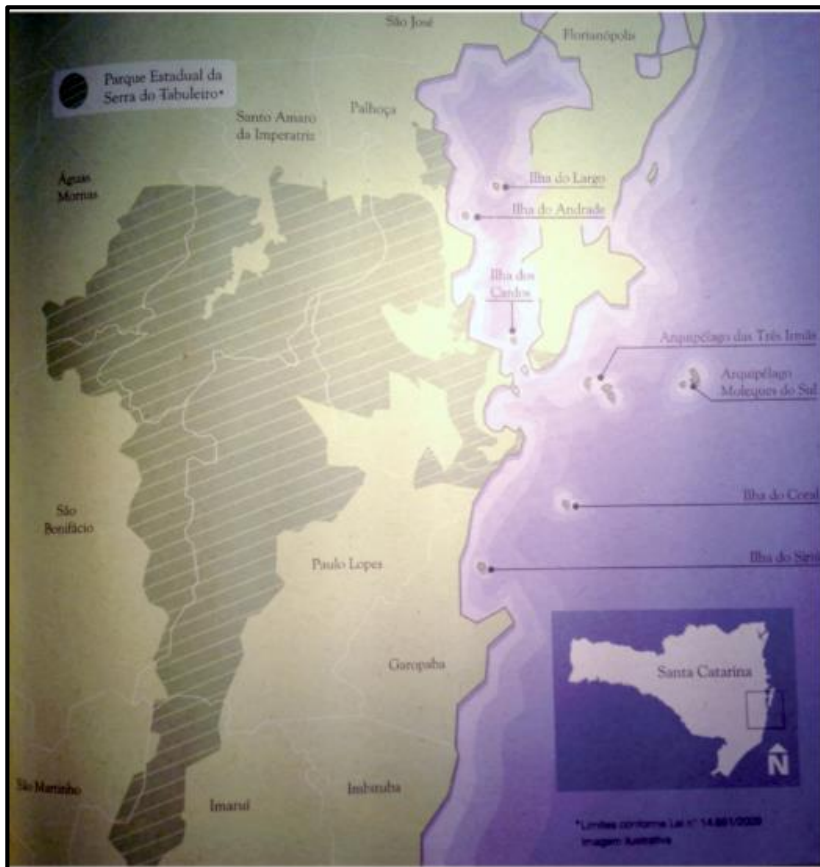 São José
Florianópolis
Parque Estadual da
Serra do Tabuleiro*
Palhoça
Santo Amaro
da Imperatriz
Águas
Mornas
Ilha do Largo
Ilha do Andrade
Ilha dos
Cardos
Arquipélago das Três Irmãs
Arquipélago
Moleques do Sul
Ilha do Coral
São
Bonifácio
Paulo Lopes
Ilha do Siriú
Garopaba
Santa Catarina
N
São Martinho
Imaruí
Imbituba
*Limites conforme Lei nº 14.661/2009
Imagem ilustrativa